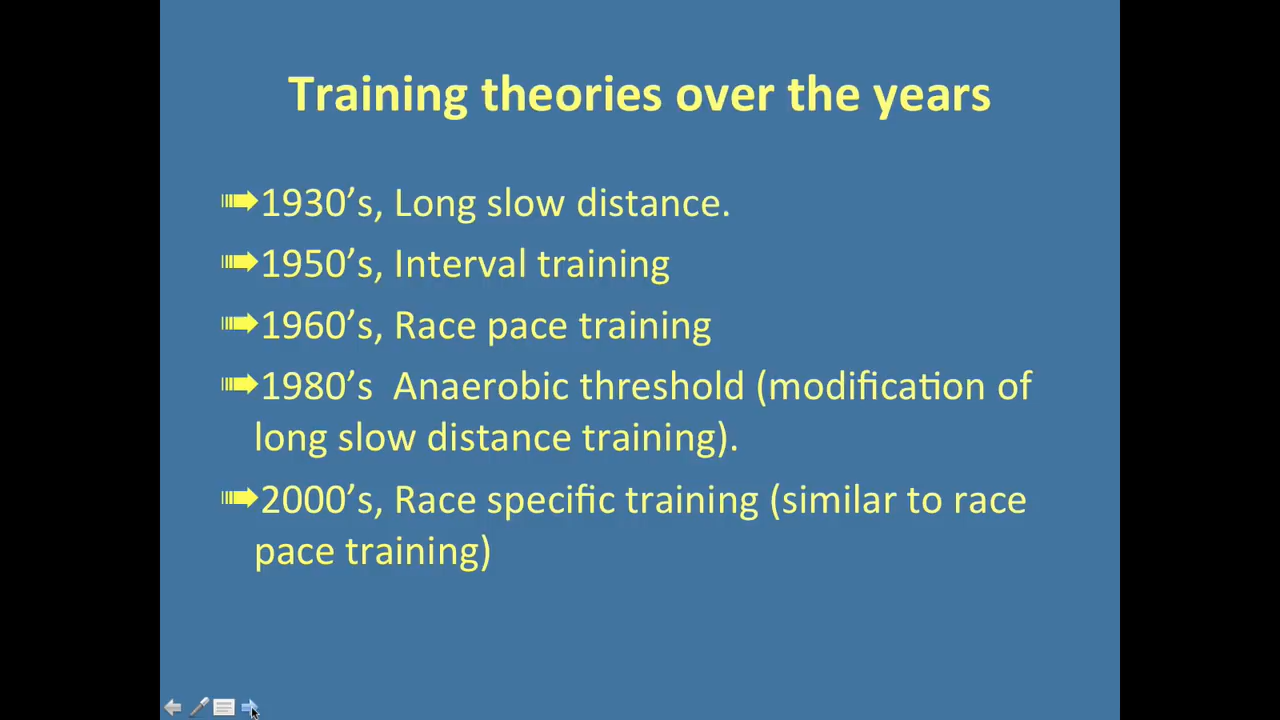 Training theories over the years
1930’s, Long slow distance.
1950’s, Interval training
1960’s, Race pace training
1980’s  Anaerobic threshold (modification of
long slow distance training).
2000’s, Race specific training (similar to race
pace training)